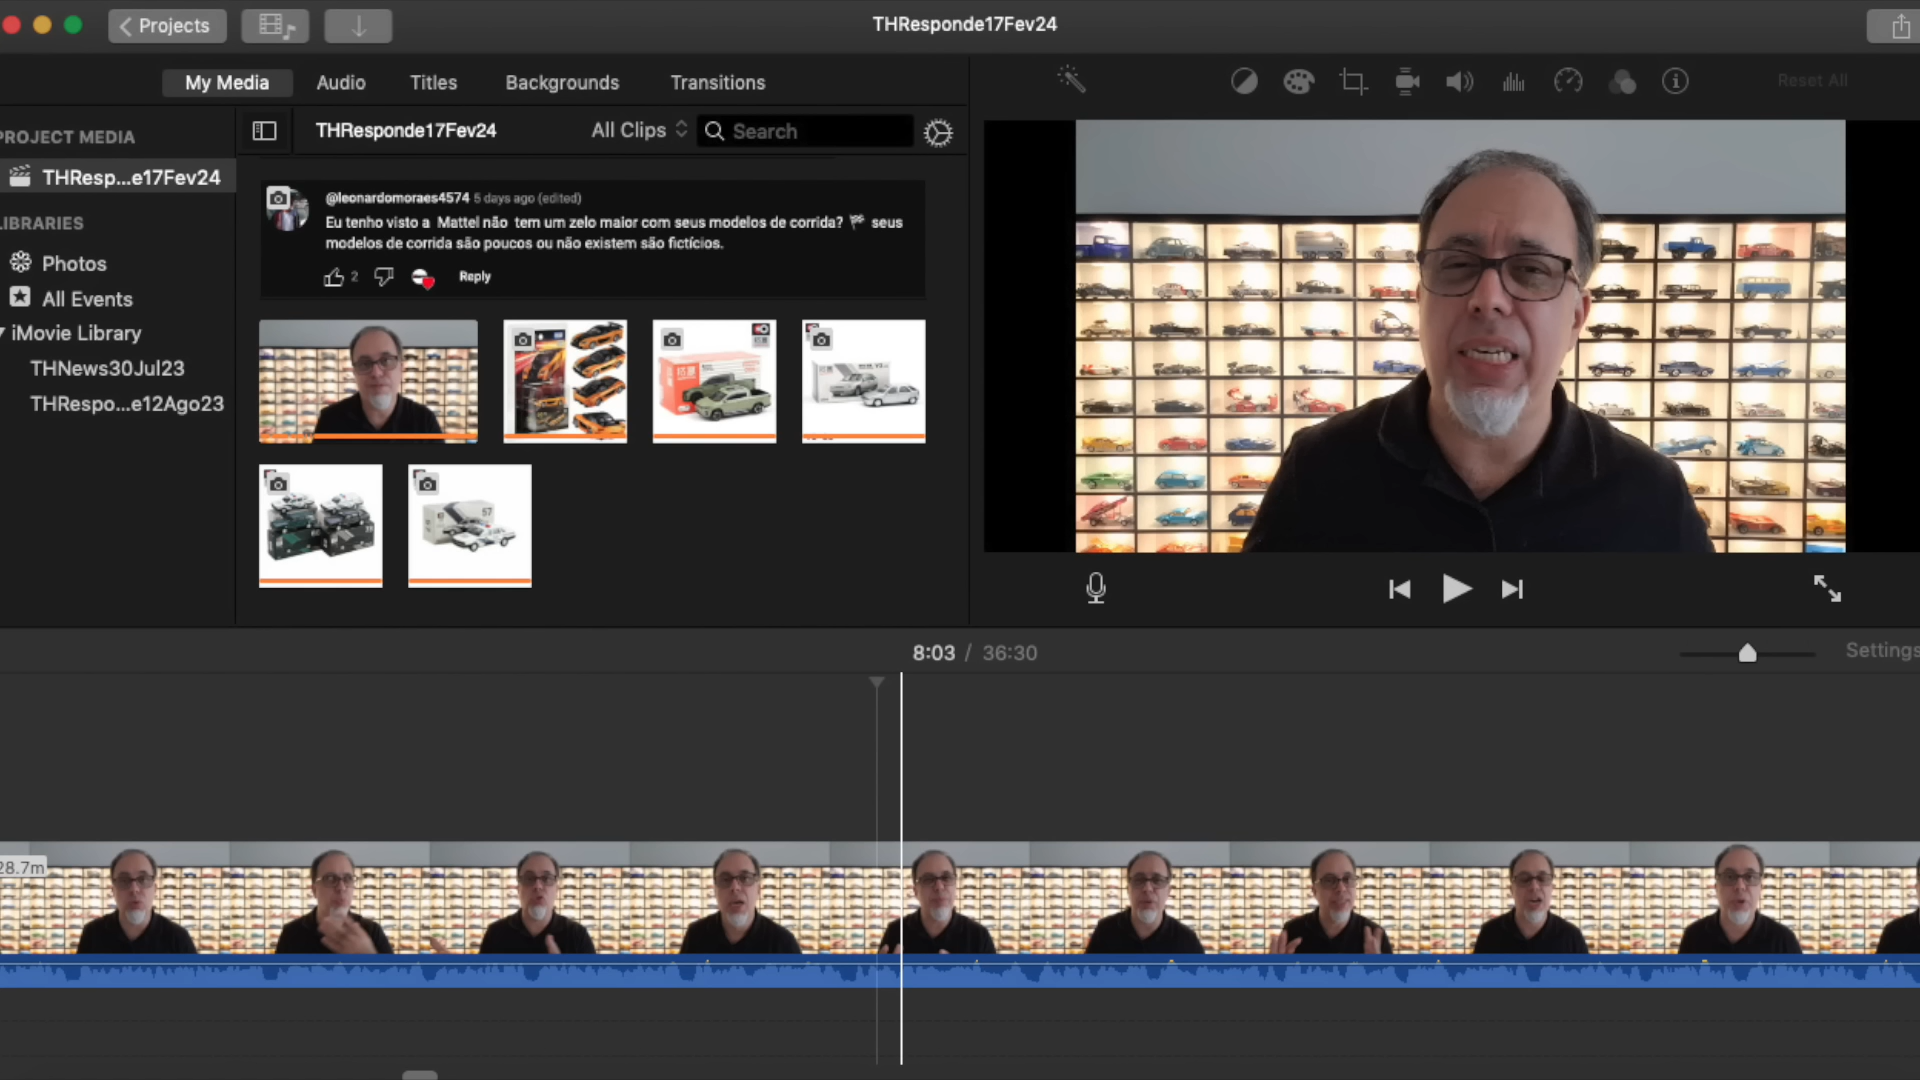 Projects
THResponde17Fev24
My Media
Audio
Titles
Backgrounds
Transitions
Reset All
PROJECT MEDIA
THResp...e17Fev24
LIBRARIES
Photos
All Events
iMovie Library
THNews30Jul23
THRespo...e12Ago23
THResponde17Fev24
All Clips
Search
@leonardomoraes4574 5 days ago (edited)
Eu tenho visto a Mattel não tem um zelo maior com seus modelos de corrida? 🏁 seus
modelos de corrida são poucos ou não existem são fictícios.
2
Reply
57
8:03 / 36:30
Settings
28.7m